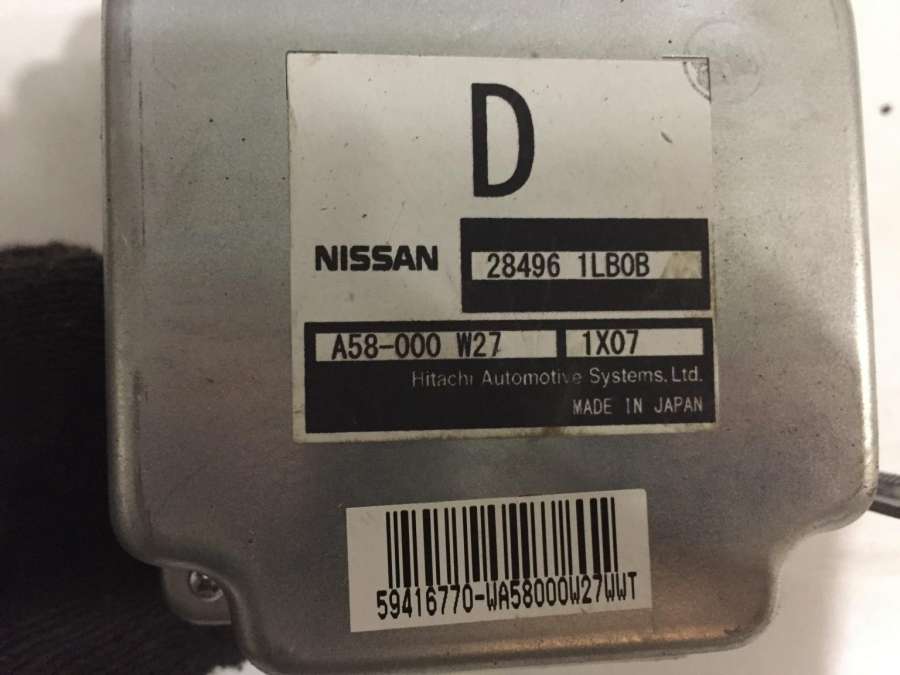 D
NISSAN
28496 1LB0B
A58-000 W27 1X07
Hitachi Automotive Systems.Ltd.
MADE IN JAPAN
59416770-WA58000W27WWT